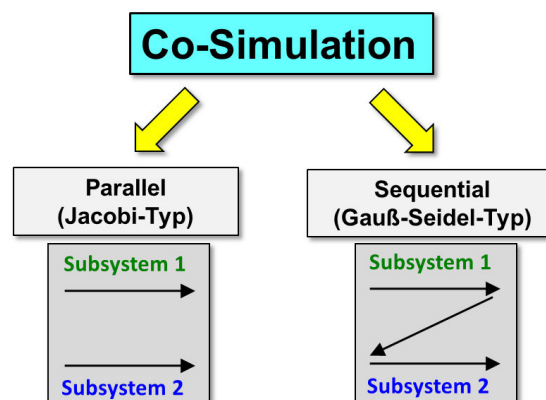 Co-Simulation
Parallel
(Jacobi-Typ)
Subsystem 1
Subsystem 2
Sequential
(Gauß-Seidel-Typ)
Subsystem 1
Subsystem 2